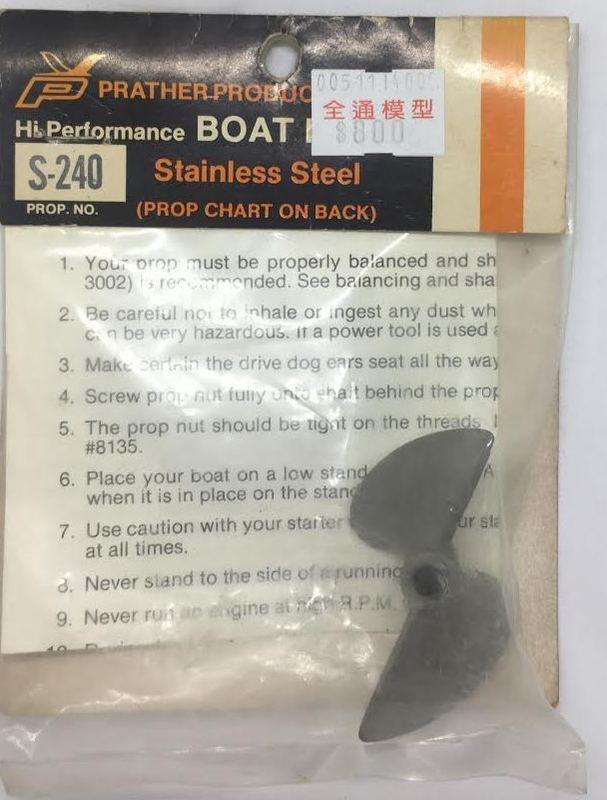 P PRATHER PRODUC
005111400
全通模型
$800
Hi-Performance BOAT
S-240
Stainless Steel
PROP. NO.
(PROP CHART ON BACK)
1. Your prop must be properly balanced and sh
3002) is recommended. See balancing and sha
2. Be careful not to inhale or ingest any dust wh
can be very hazardous. If a power tool is used a
3. Make certain the drive dog ears seat all the way
4. Screw prop nut fully onto shaft behind the prop
5. The prop nut should be tight on the threads
#8135.
6. Place your boat on a low stand A
when it is in place on the stand
7. Use caution with your starter ur sta
at all times.
8. Never stand to the side of a running
9. Never run an engine at high R.P.M.
10.